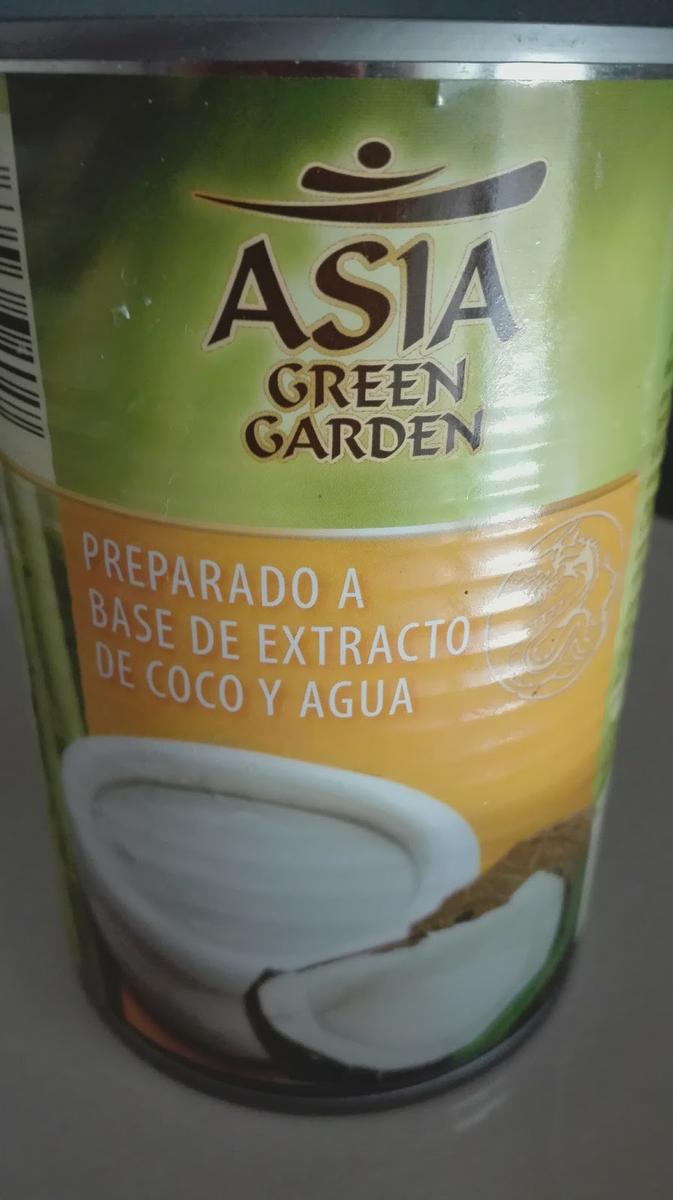 ASIA
GREEN
GARDEN
PREPARADO A
BASE DE EXTRACTO
DE COCO Y AGUA